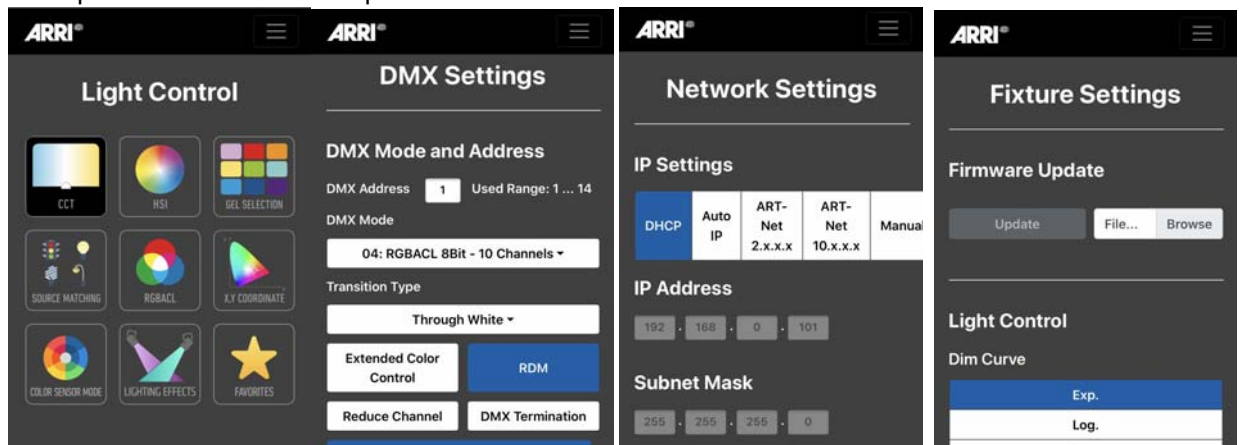 ARRI®
Light Control
CCT
HSI
GEL SELECTION
SOURCE MATCHING
RGBACL
X,Y COORDINATE
COLOR SENSOR MODE
LIGHTING EFFECTS
FAVORITES
ARRI®
DMX Settings
DMX Mode and Address
DMX Address 1 Used Range: 1 ... 14
DMX Mode
04: RGBACL 8Bit - 10 Channels
Transition Type
Through White
Extended Color
Control
RDM
Reduce Channel DMX Termination
ARRI®
Network Settings
IP Settings
DHCP
Auto
IP
ART-
Net
2.x.x.x
ART-
Net
10.x.x.x
Manual
IP Address
192 . 168 . 0 . 101
Subnet Mask
255 . 255 . 255 . 0
ARRI®
Fixture Settings
Firmware Update
Update File... Browse
Light Control
Dim Curve
Exp.
Log.